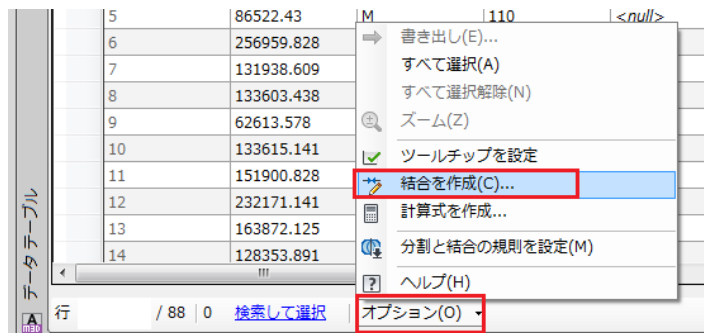 5 86522.43 M 110 <null>
6 256959.828
7 131938.609
8 133603.438
9 62613.578
10 133615.141
11 151900.828
12 232171.141
13 163872.125
14 128353.891
書き出し(E)...
すべて選択(A)
すべて選択解除(N)
ズーム(Z)
ツールチップを設定
結合を作成(C)...
計算式を作成...
分割と結合の規則を設定(M)
ヘルプ(H)
行 / 88 0 検索して選択 オプション(O)
データ テーブル